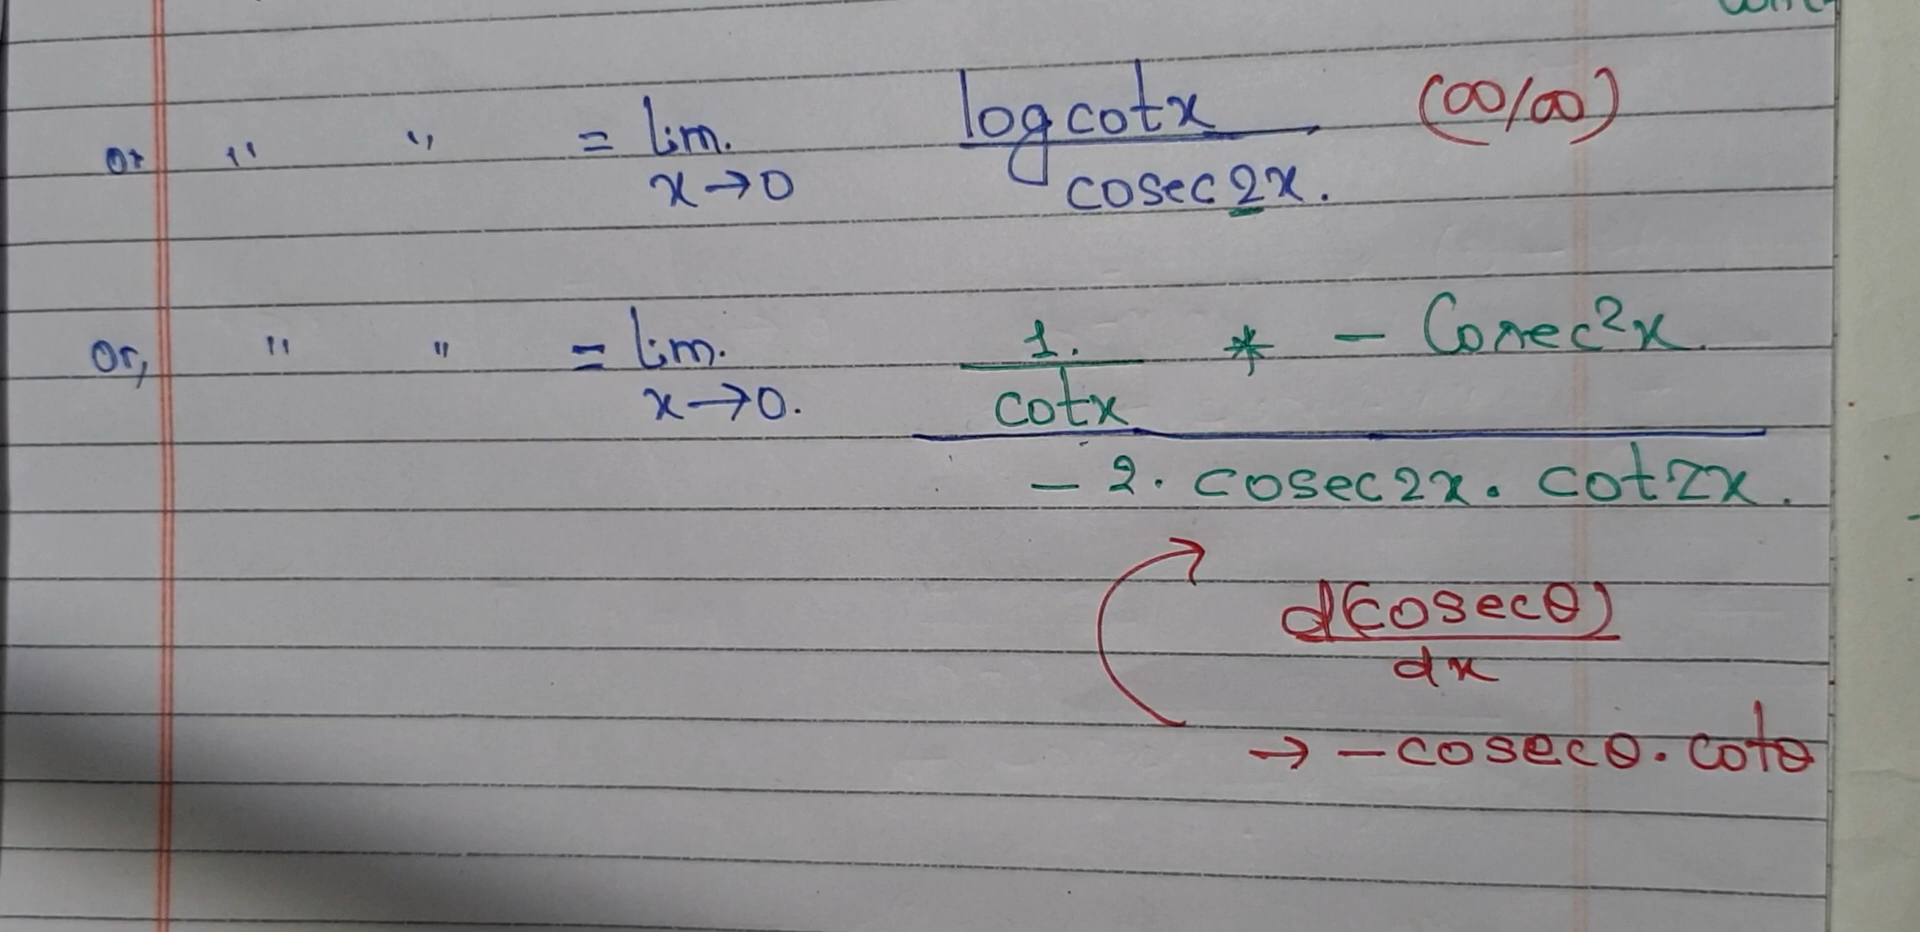 or " " = lim. log cotx (∞/∞)
x→0 cosec 2x.
Or, " " = lim. 1. * - Cosec²x.
x→0. cotx
- 2. cosec2x. cot2x.
d(cosecθ)
dx
→ -cosecθ. cotθ